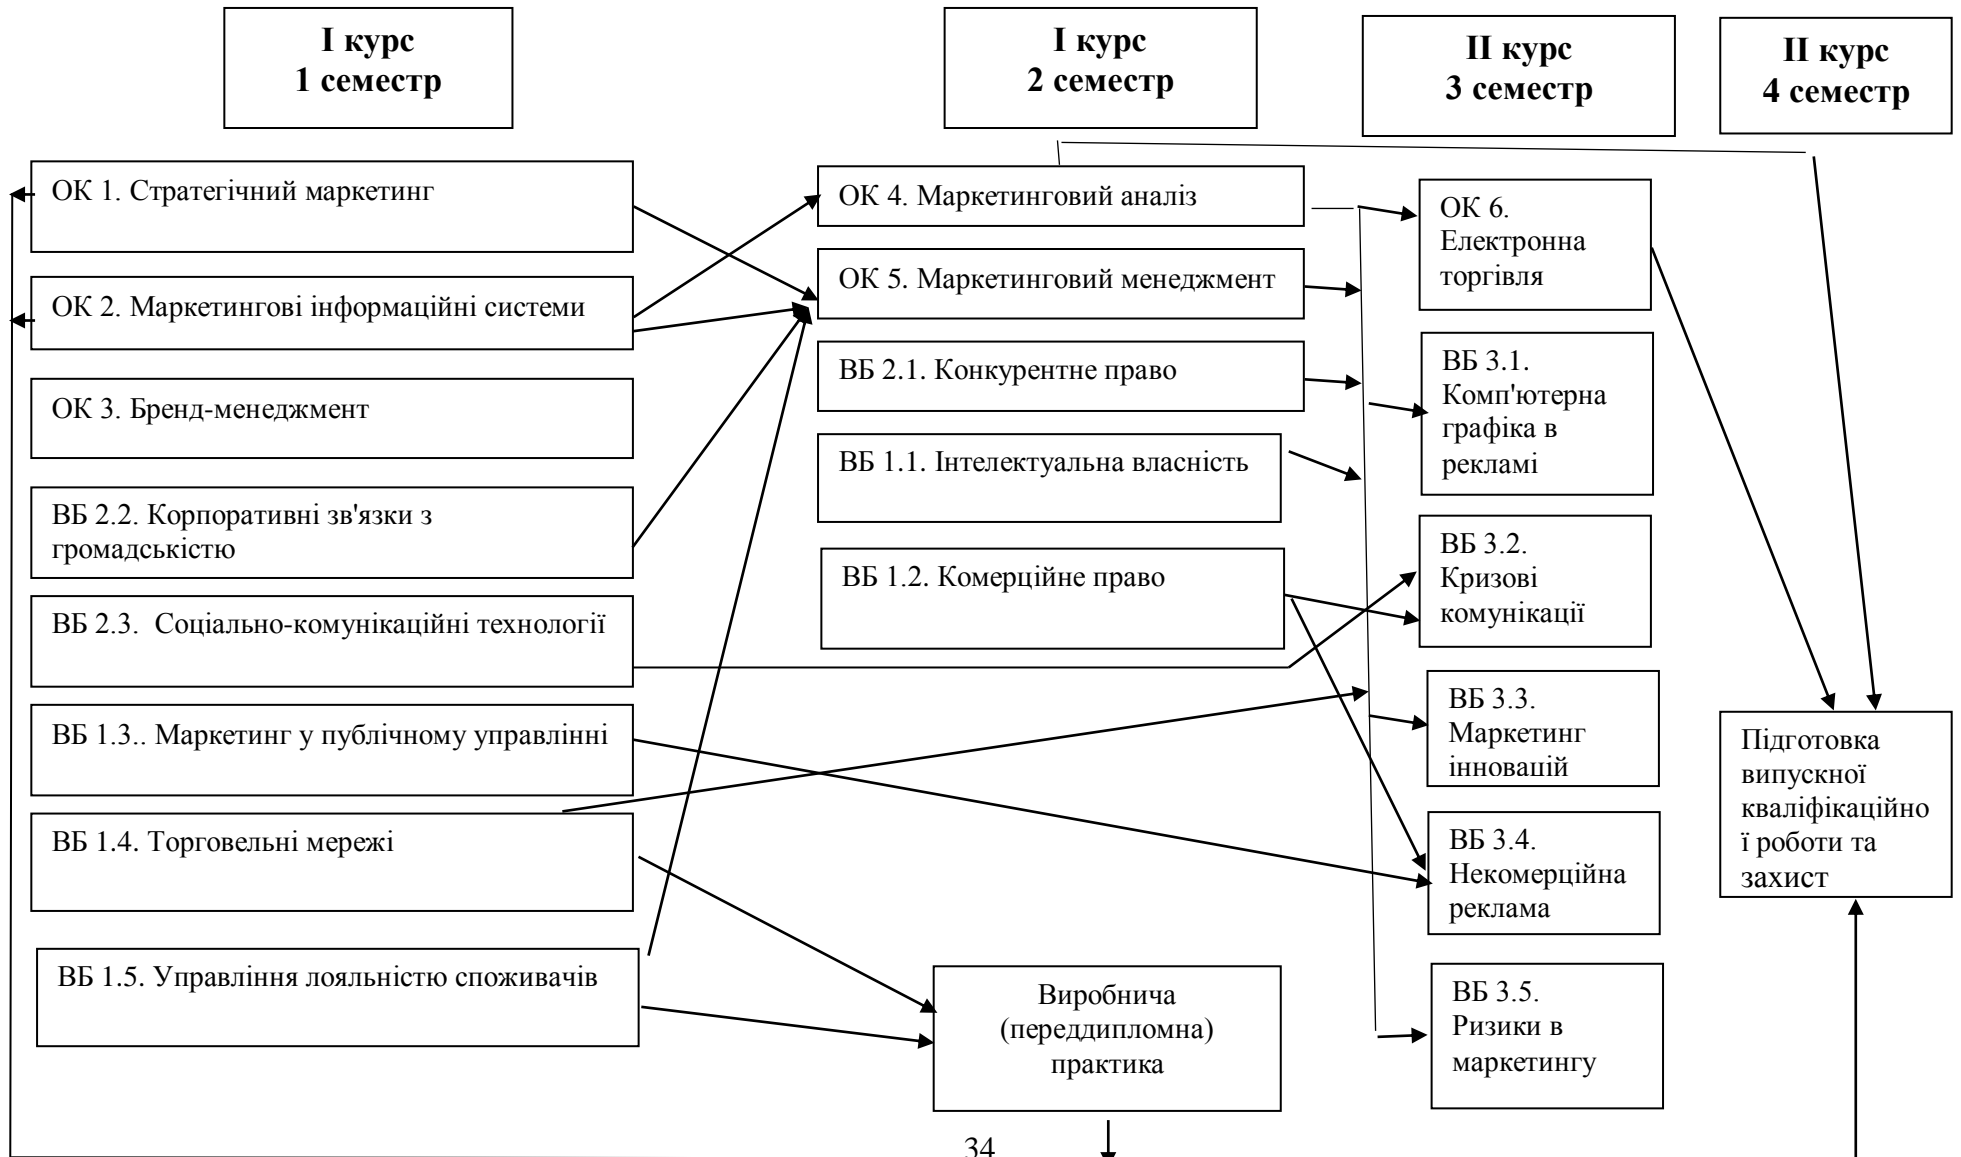 I курс
1 семестр
I курс
2 семестр
II курс
3 семестр
II курс
4 семестр
ОК 1. Стратегічний маркетинг
ОК 2. Маркетингові інформаційні системи
ОК 3. Бренд-менеджмент
ВБ 2.2. Корпоративні зв'язки з
громадськістю
ВБ 2.3. Соціально-комунікаційні технології
ВБ 1.3.. Маркетинг у публічному управлінні
ВБ 1.4. Торговельні мережі
ВБ 1.5. Управління лояльністю споживачів
ОК 4. Маркетинговий аналіз
ОК 5. Маркетинговий менеджмент
ВБ 2.1. Конкурентне право
ВБ 1.1. Інтелектуальна власність
ВБ 1.2. Комерційне право
Виробнича
(переддипломна)
практика
ОК 6.
Електронна
торгівля
ВБ 3.1.
Комп'ютерна
графіка в
рекламі
ВБ 3.2.
Кризові
комунікації
ВБ 3.3.
Маркетинг
інновацій
ВБ 3.4.
Некомерційна
реклама
ВБ 3.5.
Ризики в
маркетингу
Підготовка
випускної
кваліфікаційно
ї роботи та
захист
34